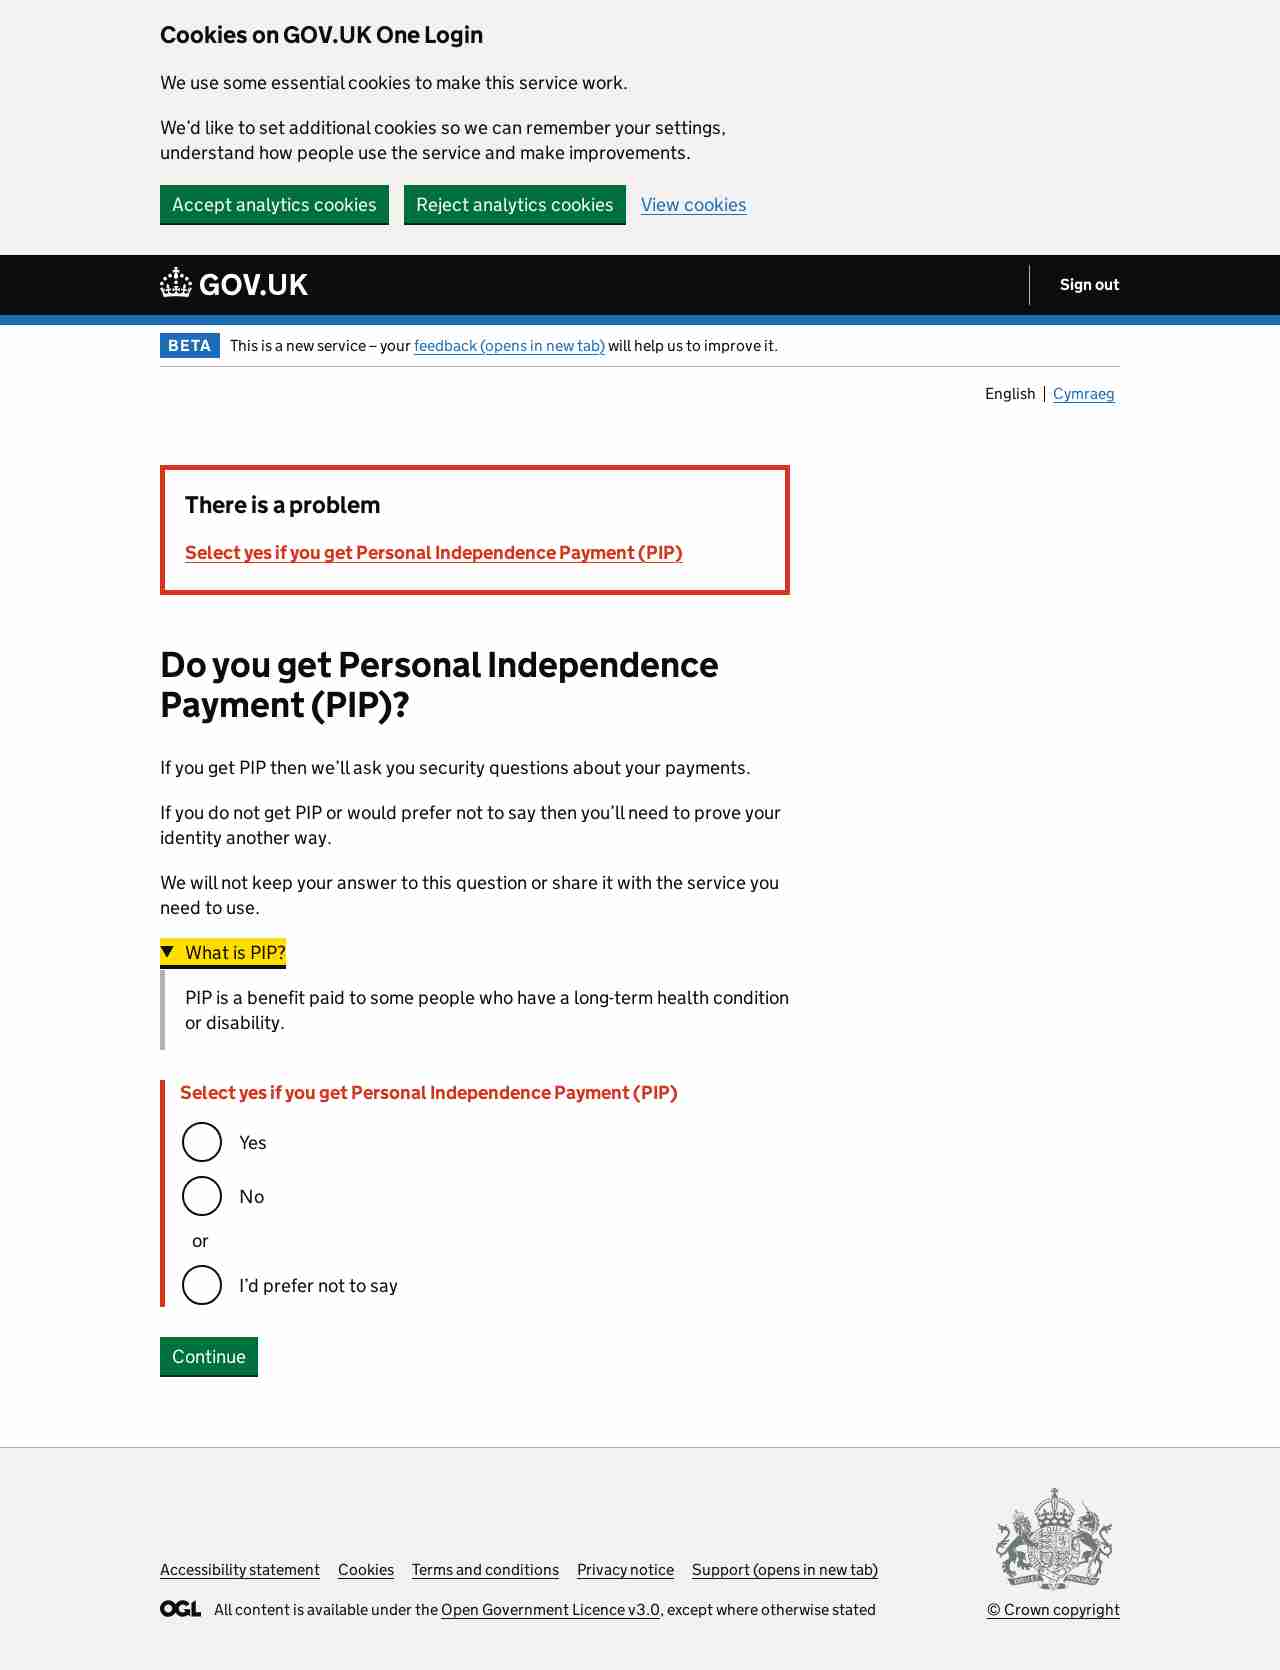 Cookies on GOV.UK One Login
We use some essential cookies to make this service work.
We’d like to set additional cookies so we can remember your settings,
understand how people use the service and make improvements.
Accept analytics cookies Reject analytics cookies View cookies
GOV.UK Sign out
BETA This is a new service – your feedback (opens in new tab) will help us to improve it.
English Cymraeg
There is a problem
Select yes if you get Personal Independence Payment (PIP)
Do you get Personal Independence
Payment (PIP)?
If you get PIP then we’ll ask you security questions about your payments.
If you do not get PIP or would prefer not to say then you’ll need to prove your
identity another way.
We will not keep your answer to this question or share it with the service you
need to use.
What is PIP?
PIP is a benefit paid to some people who have a long-term health condition
or disability.
Select yes if you get Personal Independence Payment (PIP)
Yes
No
or
I’d prefer not to say
Continue
Accessibility statement Cookies Terms and conditions Privacy notice Support (opens in new tab)
OGL All content is available under the Open Government Licence v3.0, except where otherwise stated
© Crown copyright